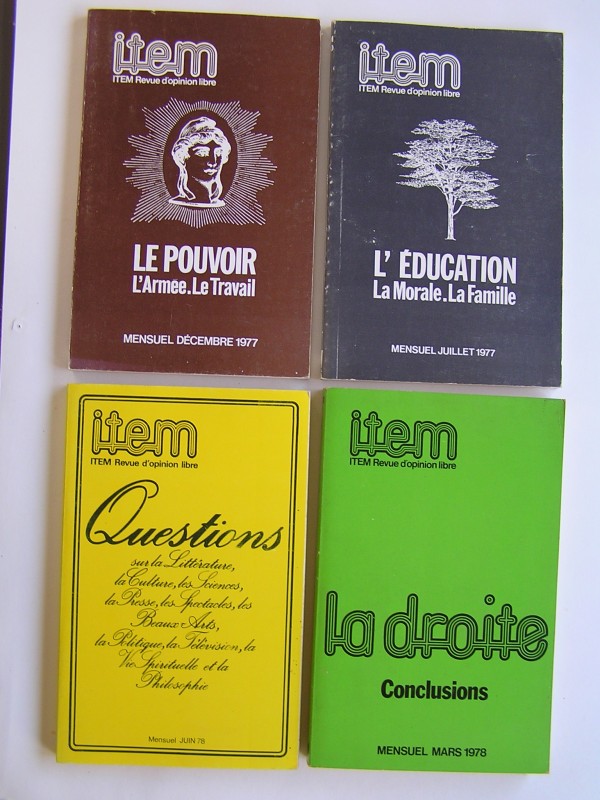 item
ITEM Revue d'opinion libre
LE POUVOIR
L'Armée.Le Travail
MENSUEL DÉCEMBRE 1977
item
ITEM Revue d'opinion libre
L' ÉDUCATION
La Morale.La Famille
MENSUEL JUILLET 1977
item
ITEM Revue d'opinion libre
Questions
sur la Littérature,
la Culture, les Sciences,
la Presse, les Spectacles, les
Beaux Arts,
la Politique, la Télévision, la
Vie Spirituelle et la
Philosophie
Mensuel JUIN 78
item
ITEM Revue d'opinion libre
la droite
Conclusions
MENSUEL MARS 1978